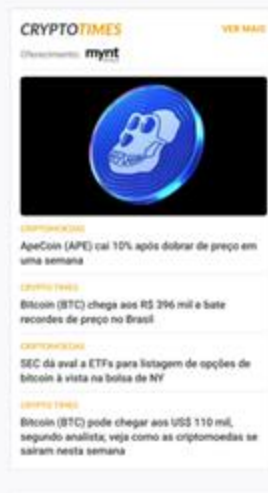 CRYPTOTIMES
VER MAIS
Oferecimento: mynt
CRIPTOMOEDAS
ApeCoin (APE) cai 10% após dobrar de preço em
uma semana
CRYPTO TIMES
Bitcoin (BTC) chega aos R$ 396 mil e bate
recordes de preço no Brasil
CRIPTOMOEDAS
SEC dá aval a ETFs para listagem de opções de
bitcoin à vista na bolsa de NY
CRYPTO TIMES
Bitcoin (BTC) pode chegar aos US$ 110 mil,
segundo analista; veja como as criptomoedas se
saíram nesta semana